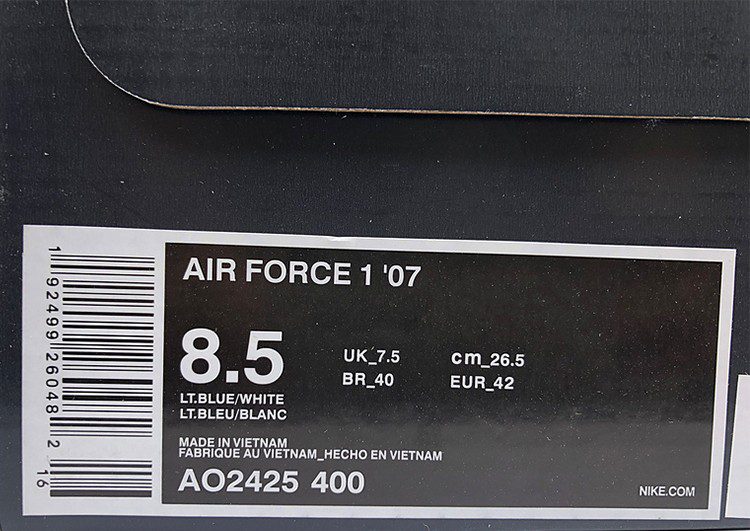 AIR FORCE 1 '07
8.5
UK_7.5 cm_26.5
BR_40 EUR_42
LT.BLUE/WHITE
LT.BLEU/BLANC
MADE IN VIETNAM
FABRIQUE AU VIETNAM_HECHO EN VIETNAM
AO2425 400
NIKE.COM
1 92499 26048 2 16